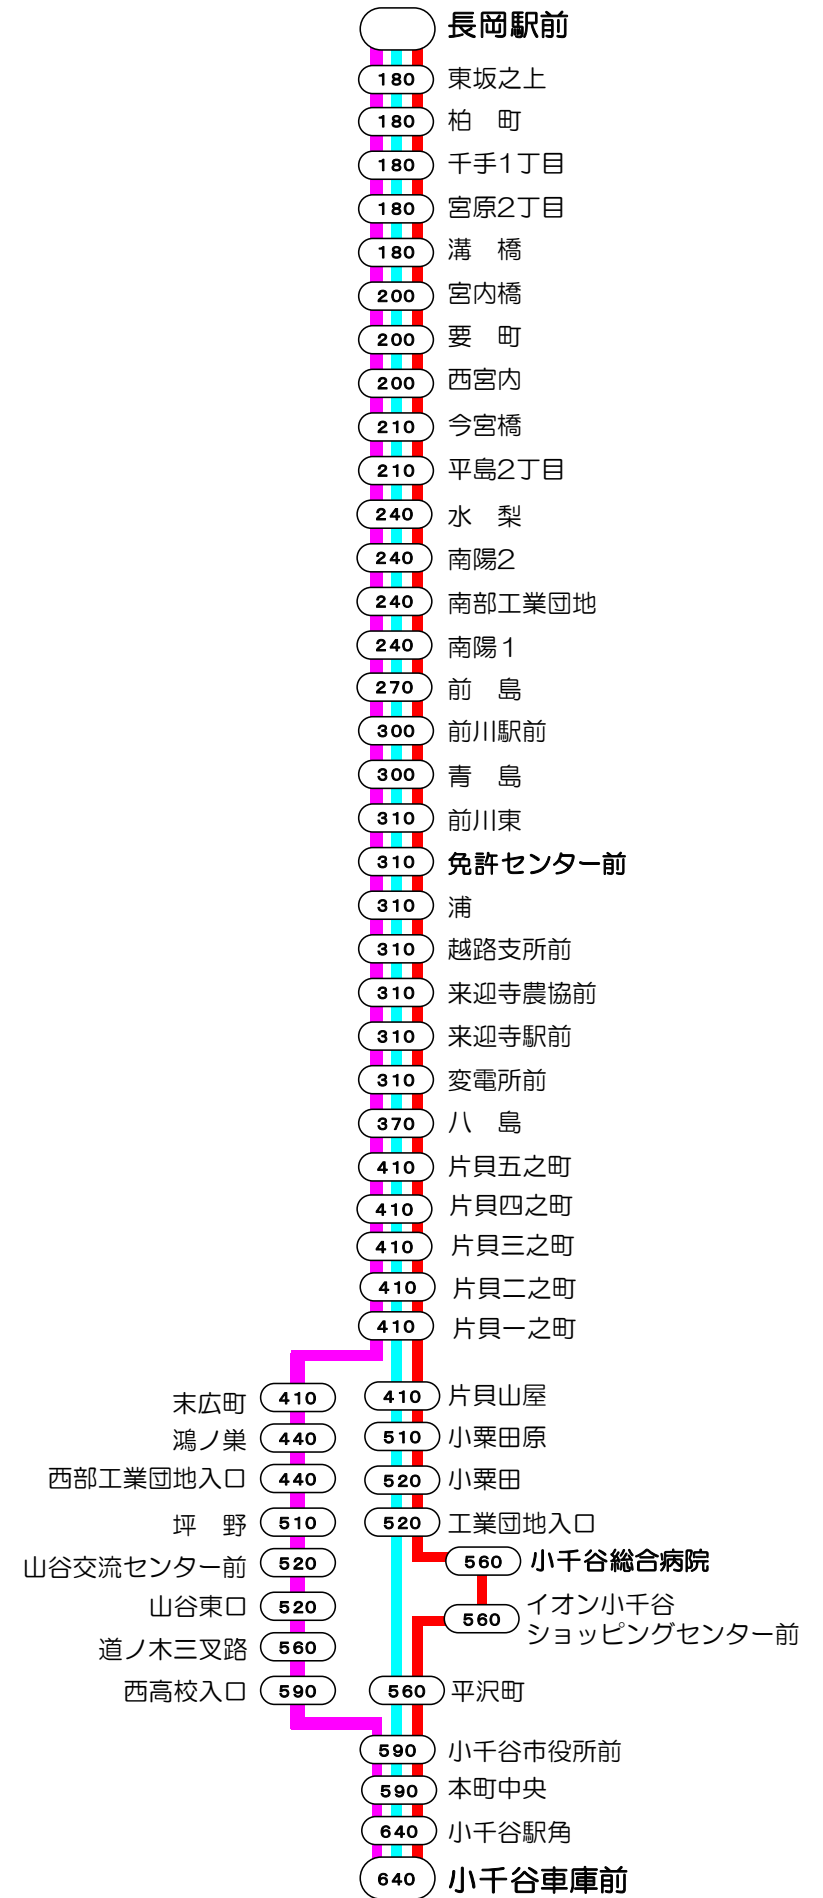 長岡駅前
180 東坂之上
180 柏　町
180 千手1丁目
180 宮原2丁目
180 溝　橋
200 宮内橋
200 要　町
200 西宮内
210 今宮橋
210 平島2丁目
240 水　梨
240 南陽2
240 南部工業団地
240 南陽1
270 前　島
300 前川駅前
300 青　島
310 前川東
310 免許センター前
310 浦
310 越路支所前
310 来迎寺農協前
310 来迎寺駅前
310 変電所前
370 八　島
410 片貝五之町
410 片貝四之町
410 片貝三之町
410 片貝二之町
410 片貝一之町
末広町 410
鴻ノ巣 440
西部工業団地入口 440
坪　野 510
山谷交流センター前 520
山谷東口 520
道ノ木三叉路 560
西高校入口 590
410 片貝山屋
510 小粟田原
520 小粟田
520 工業団地入口
560 小千谷総合病院
560 イオン小千谷
ショッピングセンター前
560 平沢町
590 小千谷市役所前
590 本町中央
640 小千谷駅角
640 小千谷車庫前